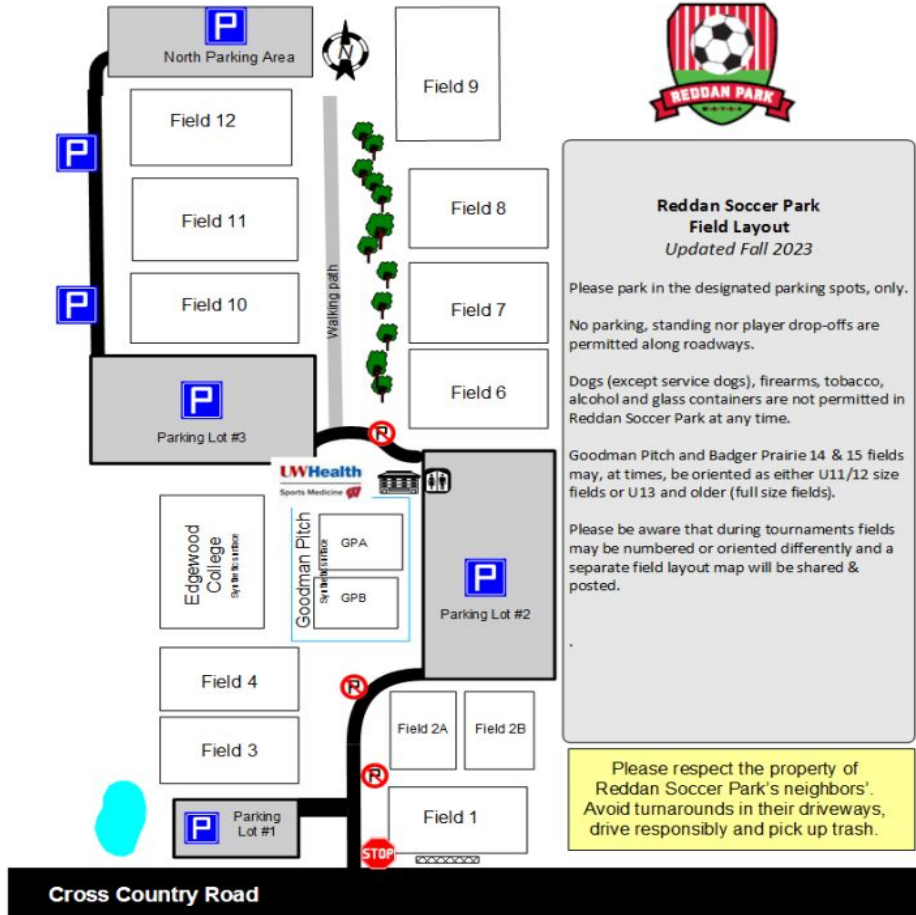 P
North Parking Area
N
Field 9
REDDAN PARK
M.A.Y.S.A.
Field 12
P
Field 11
Field 8
Walking path
Field 10
P
Field 7
Field 6
P
Parking Lot #3
P
UWHealth
Sports Medicine W
Edgewood
College
Synthetic surface
Goodman Pitch
Synthetic surface
GPA
GPB
P
Parking Lot #2
Field 4
P
Field 3
Field 2A
Field 2B
P
P
Parking
Lot #1
Field 1
STOP
Cross Country Road
Reddan Soccer Park
Field Layout
Updated Fall 2023
Please park in the designated parking spots, only.
No parking, standing nor player drop-offs are
permitted along roadways.
Dogs (except service dogs), firearms, tobacco,
alcohol and glass containers are not permitted in
Reddan Soccer Park at any time.
Goodman Pitch and Badger Prairie 14 & 15 fields
may, at times, be oriented as either U11/12 size
fields or U13 and older (full size fields).
Please be aware that during tournaments fields
may be numbered or oriented differently and a
separate field layout map will be shared &
posted.
.
Please respect the property of
Reddan Soccer Park's neighbors'.
Avoid turnarounds in their driveways,
drive responsibly and pick up trash.